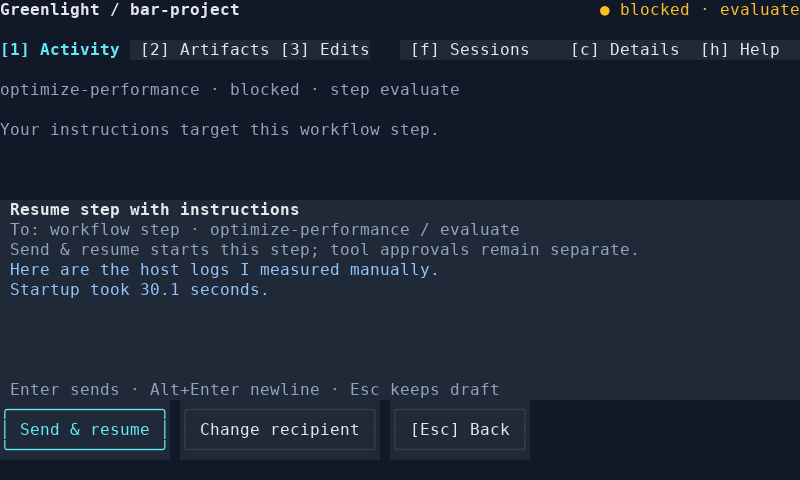 Greenlight / bar-project ● blocked · evaluate
[1] Activity [2] Artifacts [3] Edits [f] Sessions [c] Details [h] Help
optimize-performance · blocked · step evaluate
Your instructions target this workflow step.
Resume step with instructions
To: workflow step · optimize-performance / evaluate
Send & resume starts this step; tool approvals remain separate.
Here are the host logs I measured manually.
Startup took 30.1 seconds.
Enter sends · Alt+Enter newline · Esc keeps draft
Send & resume Change recipient [Esc] Back